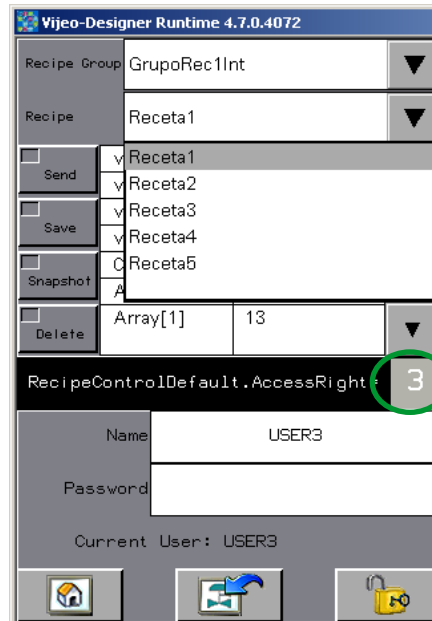 Vijeo-Designer Runtime 4.7.0.4072
Recipe Group GrupoRec1Int
Recipe Receta1
Receta1
Send
Receta2
Receta3
Save
Receta4
Receta5
Snapshot
Array[1] 13
Delete
RecipeControlDefault.AccessRight= 3
Name USER3
Password
Current User: USER3